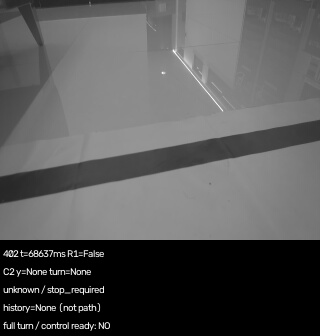 402 t=68637ms R1=False
C2 y=None turn=None
unknown / stop_required
history=None (not path)
full turn / control ready: NO